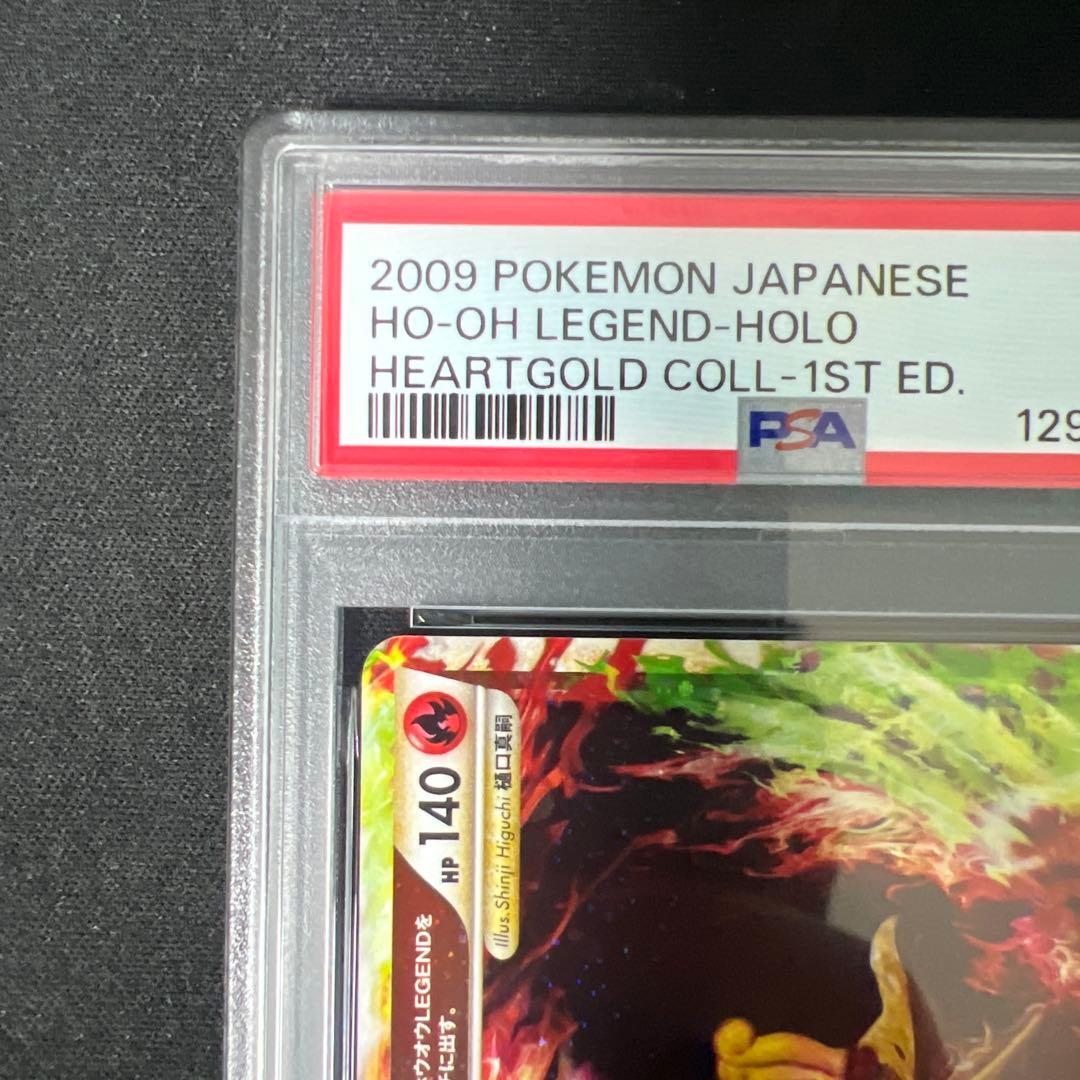 2009 POKEMON JAPANESE
HO-OH LEGEND-HOLO
HEARTGOLD COLL-1ST ED.
PSA
129
HP 140
Illus. Shinji Higuchi 樋口真嗣
ウオウLEGENDを
に出す。